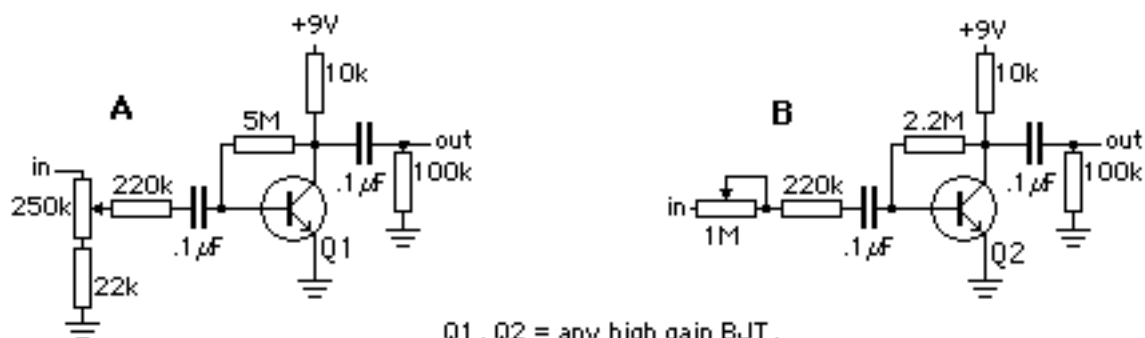 +9V
10k
A
5M
out
in
220k
.1µF
100k
250k
.1µF
Q1
22k
+9V
10k
B
2.2M
out
.1µF
100k
220k
in
1M
.1µF
Q2
Q1, Q2 = any high gain BJT.